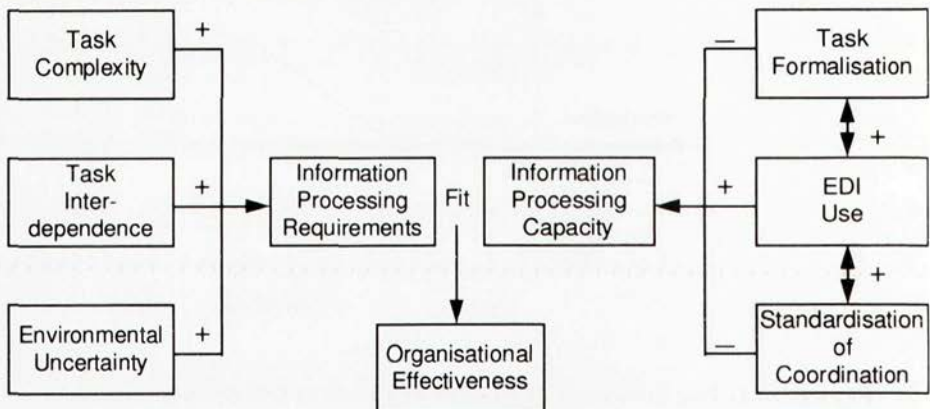 Task
Complexity
+
Task
Inter-
dependence
+
Environmental
Uncertainty
+
Information
Processing
Requirements
Fit
Information
Processing
Capacity
Organisational
Effectiveness
—
Task
Formalisation
+
+
EDI
Use
+
—
Standardisation
of
Coordination